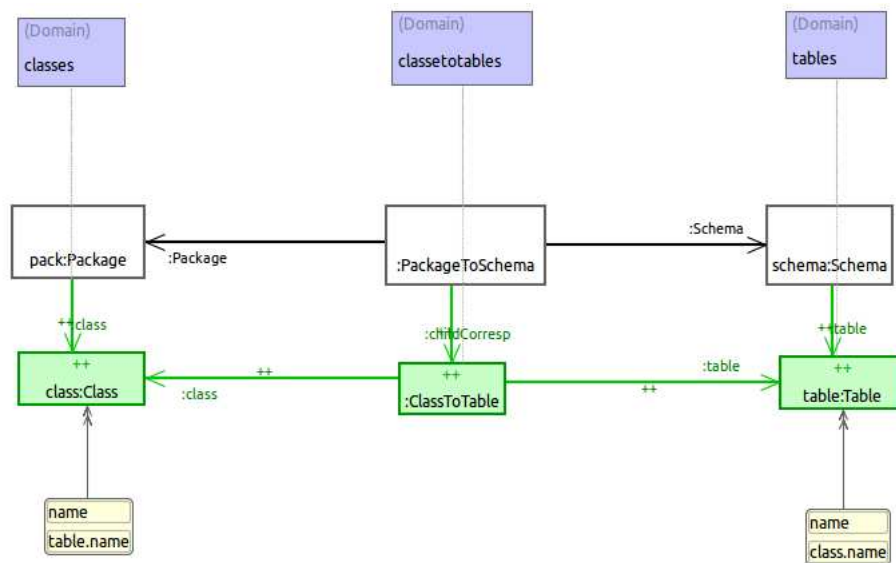 (Domain)
classes
(Domain)
classetotables
(Domain)
tables
pack:Package
:Package
:PackageToSchema
:Schema
schema:Schema
++
:class
++
:childCorresp
++
:table
++
class:Class
:class
++
++
:ClassToTable
++
:table
++
table:Table
name
table.name
name
class.name